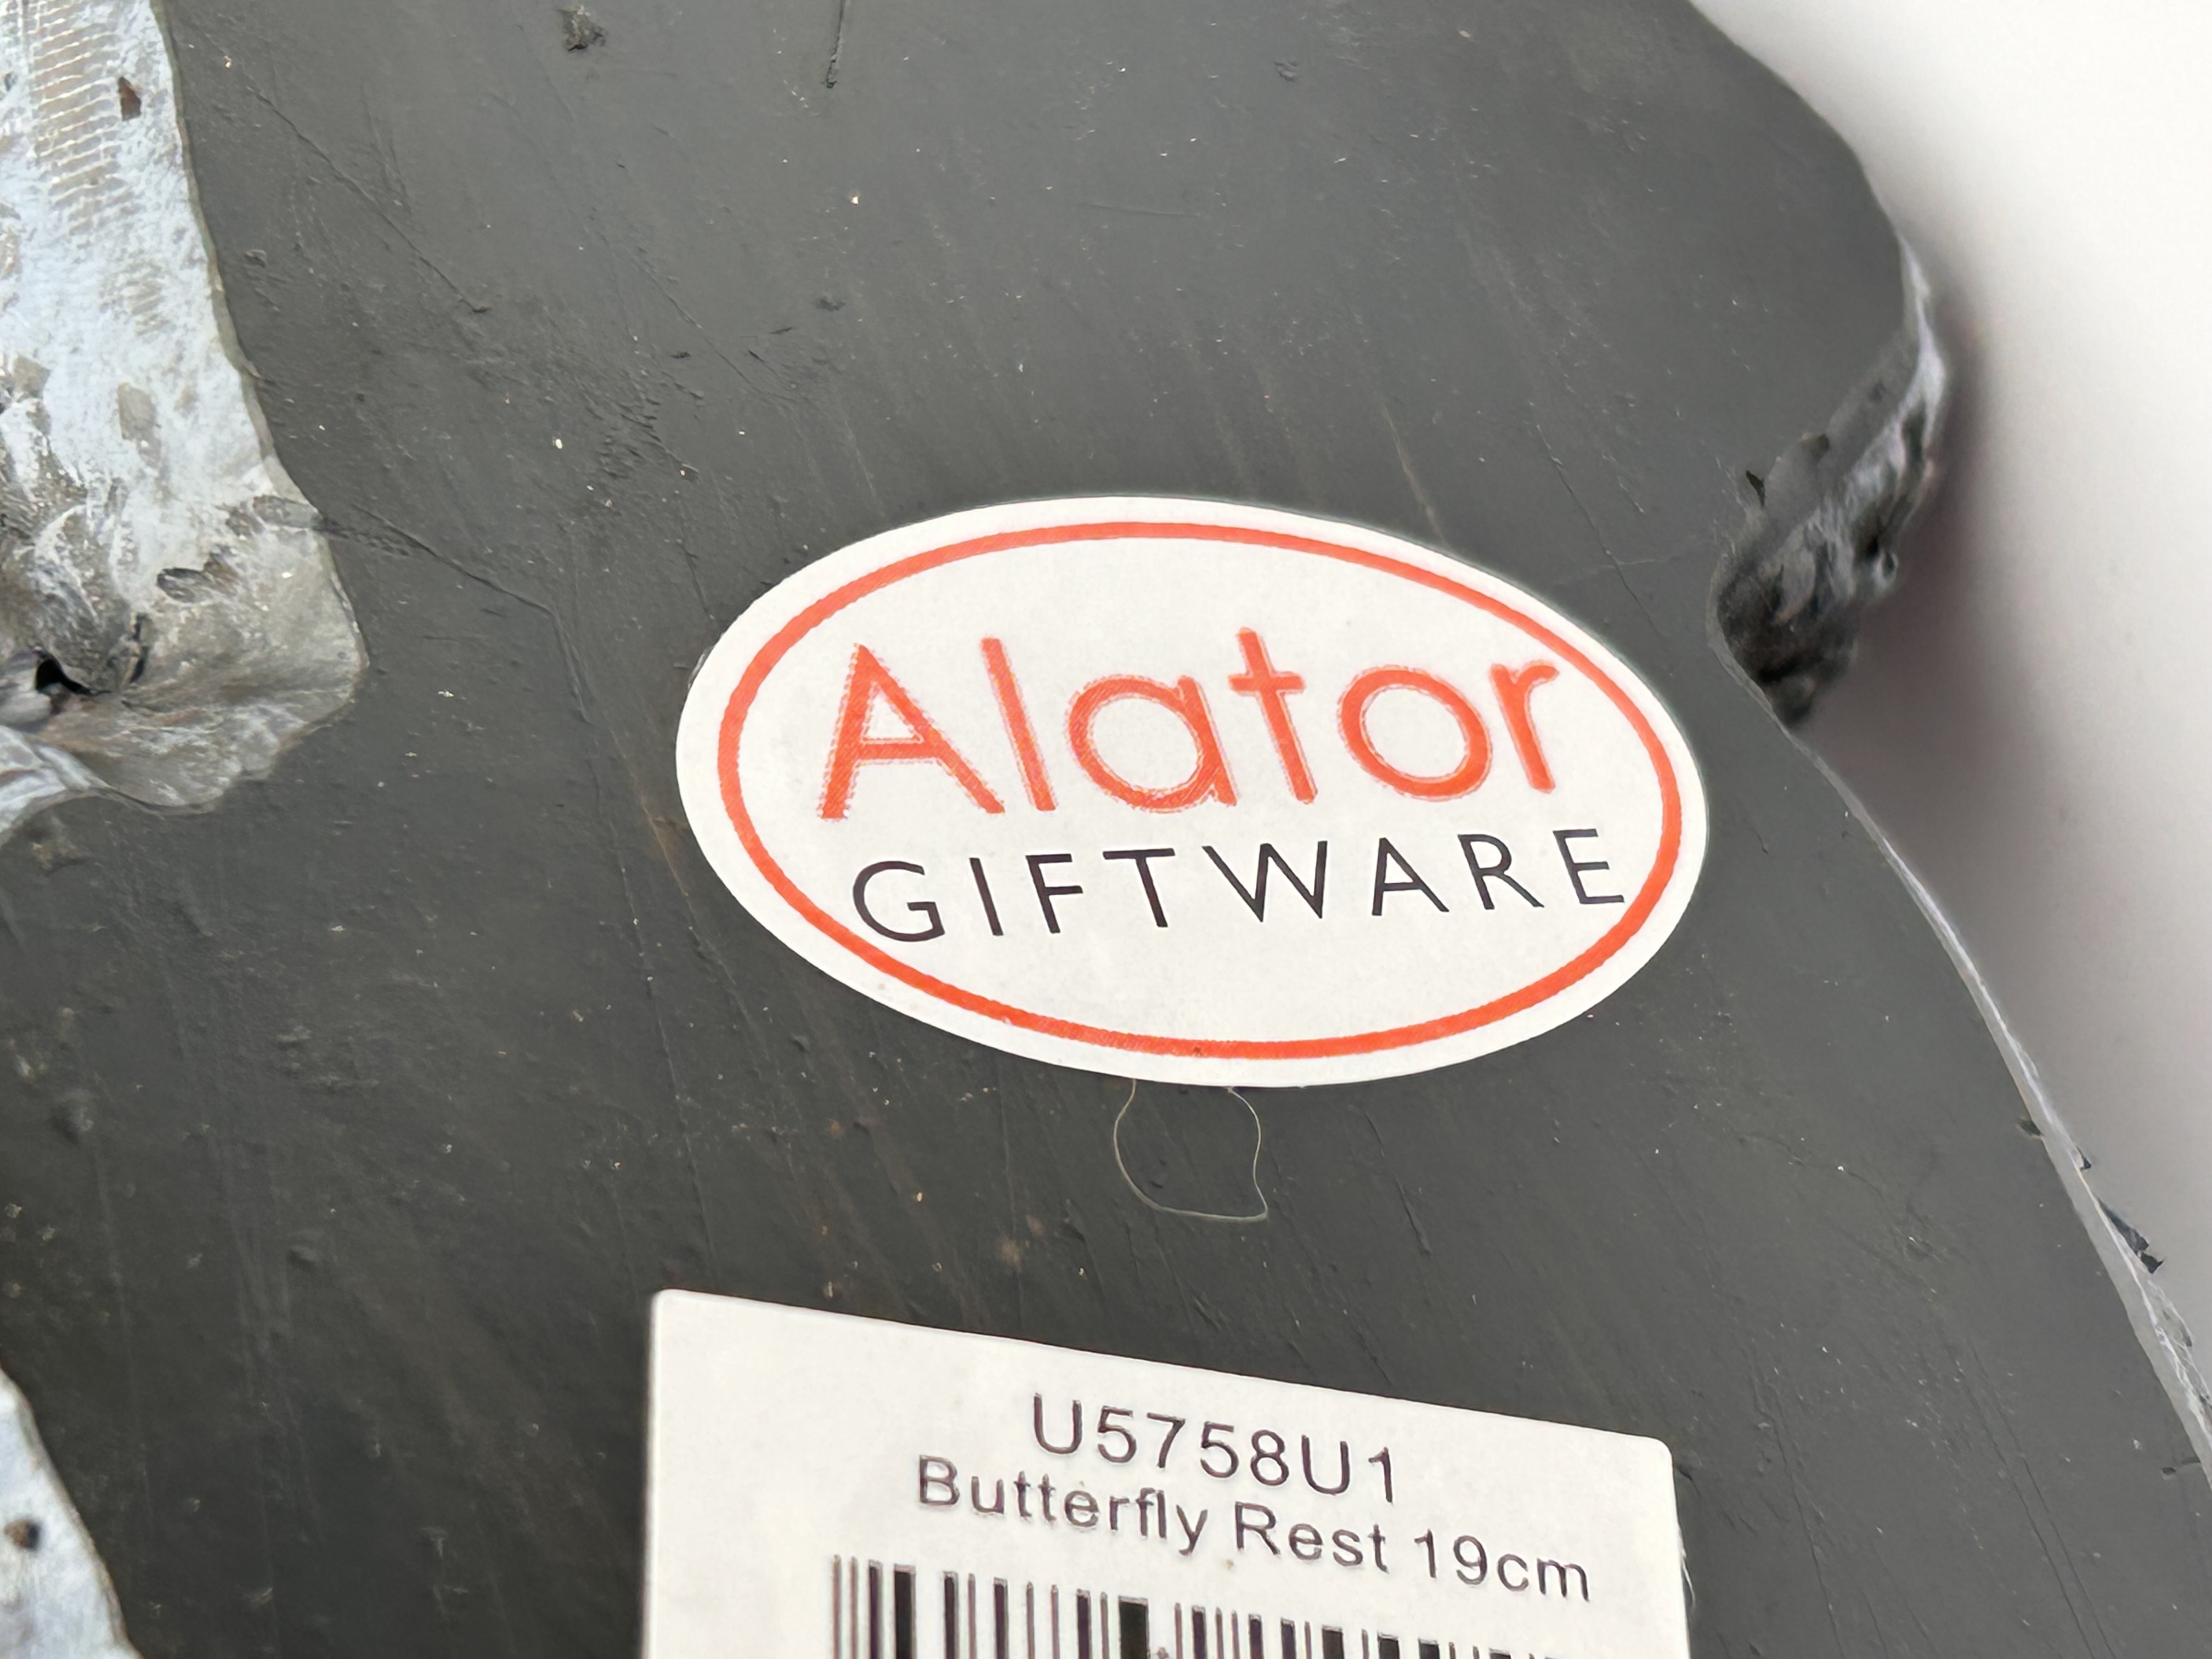 Alator
GIFTWARE
U5758U1
Butterfly Rest 19cm